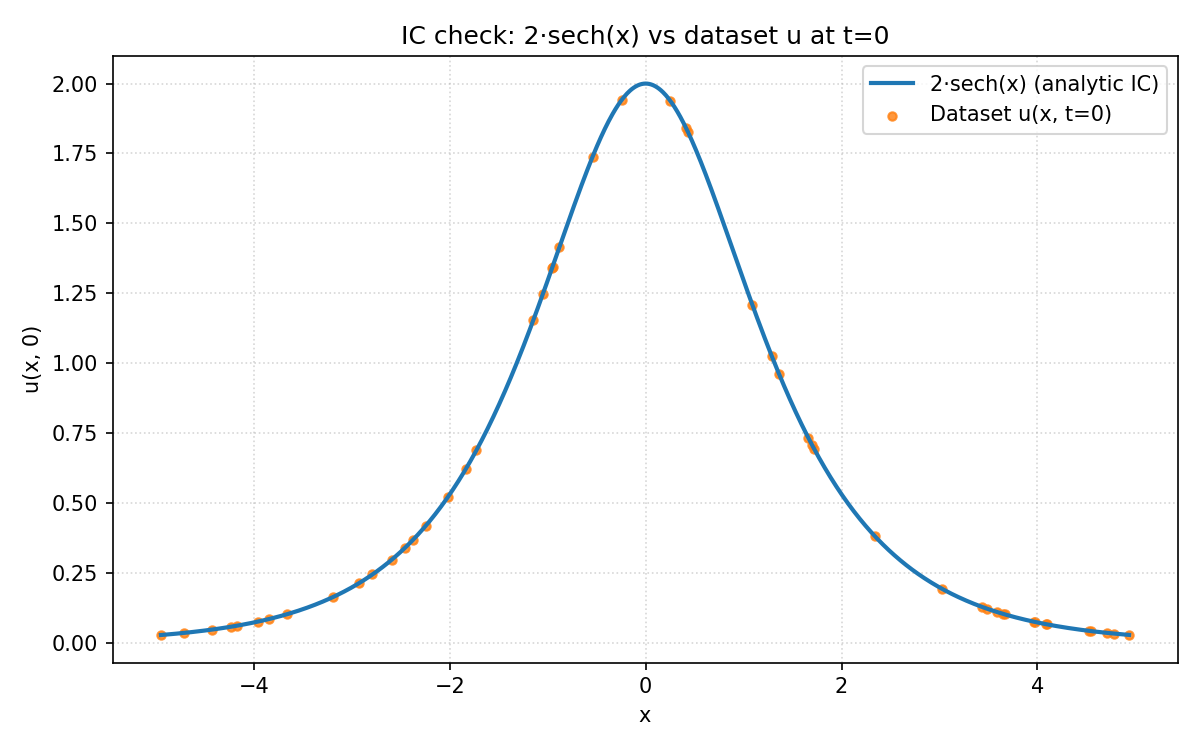 IC check: 2·sech(x) vs dataset u at t=0
2·sech(x) (analytic IC)
Dataset u(x, t=0)
u(x, 0)
2.00
1.75
1.50
1.25
1.00
0.75
0.50
0.25
0.00
−4 −2 0 2 4
x